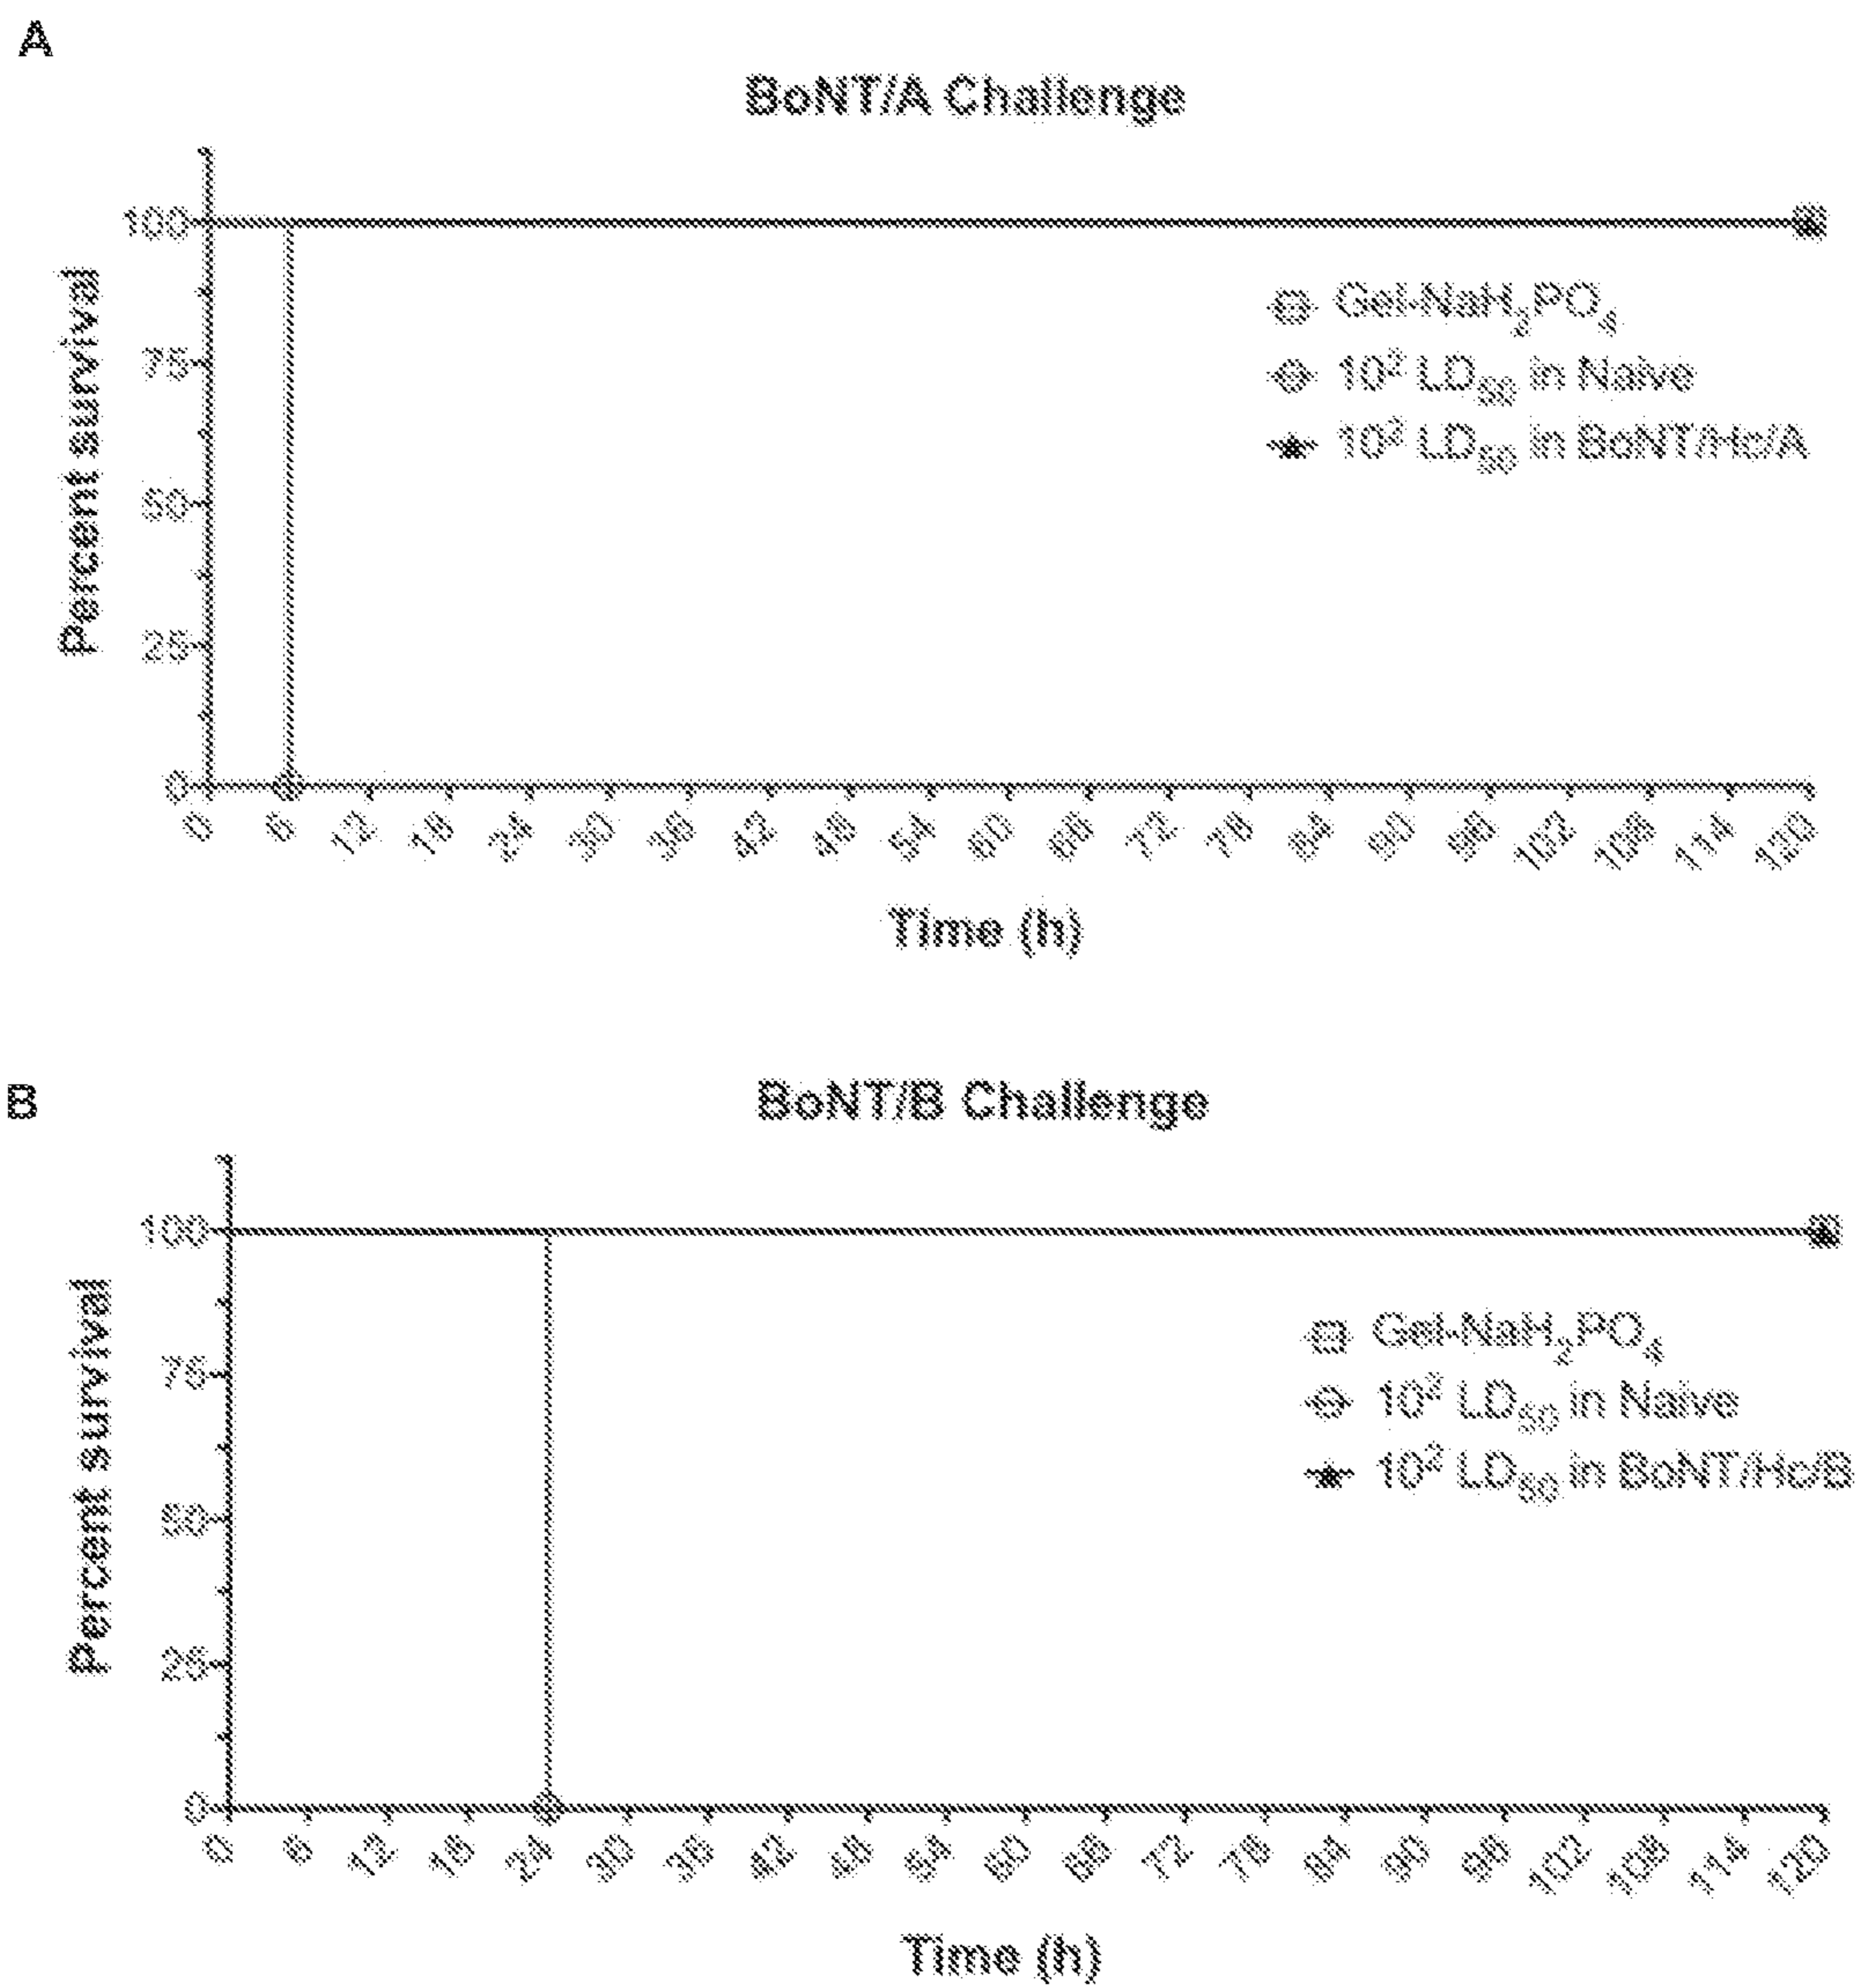 A
BoNT/A Challenge
Percent survival
100
75
50
25
0
Gel-NaH₂PO₄
10² LD₅₀ in Naive
10² LD₅₀ in BoNT/Hc/A
0 6 12 18 24 30 36 42 48 54 60 66 72 78 84 90 96 102 108 114 120
Time (h)
B
BoNT/B Challenge
Percent survival
100
75
50
25
0
Gel-NaH₂PO₄
10² LD₅₀ in Naive
10² LD₅₀ in BoNT/Hc/B
0 6 12 18 24 30 36 42 48 54 60 66 72 78 84 90 96 102 108 114 120
Time (h)